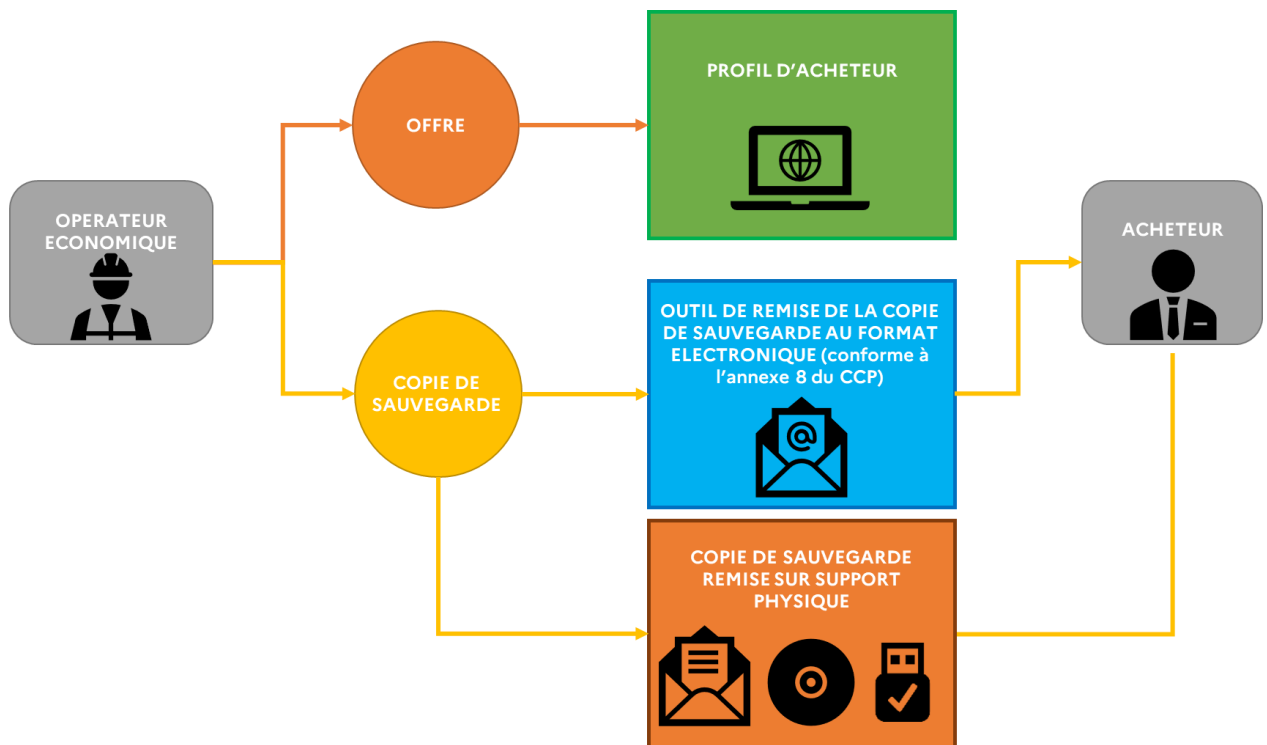 PROFIL D'ACHETEUR
OFFRE
OPERATEUR
ECONOMIQUE
ACHETEUR
OUTIL DE REMISE DE LA COPIE
DE SAUVEGARDE AU FORMAT
ELECTRONIQUE (conforme à
l'annexe 8 du CCP)
COPIE DE
SAUVEGARDE
COPIE DE SAUVEGARDE
REMISE SUR SUPPORT
PHYSIQUE